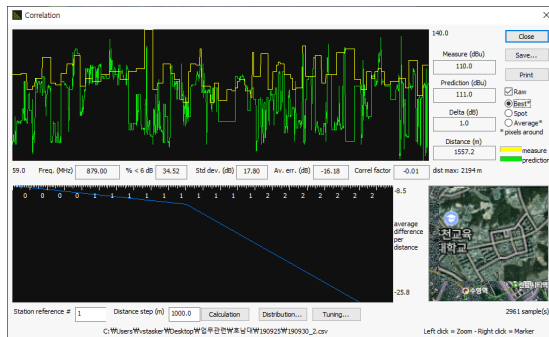 Correlation
140.0
Close
Measure (dBu)
110.0
Save...
Prediction (dBu)
111.0
Print
Raw
Delta (dB)
1.0
Best*
Spot
Average*
Distance (m)
1557.2
* pixels around
measure
prediction
59.0 Freq. (MHz) 879.00 % < 6 dB 34.52 Std dev. (dB) 17.80 Av. err. (dB) -16.18 Correl factor -0.01 dist max: 2194 m
0 0 0 0 0 1 1 1 1 1 1 1 1 1 1 2 2 2 2 2
-8.5
average
difference
per
distance
-25.8
천교육
대학교
수영역
Station reference # 1 Distance step (m) 1000.0 Calculation Distribution... Tuning...
2961 sample(s)
C:₩Users₩vstasker₩Desktop₩업무관련₩호남대₩190925₩190930_2.csv
Left click = Zoom - Right click = Marker